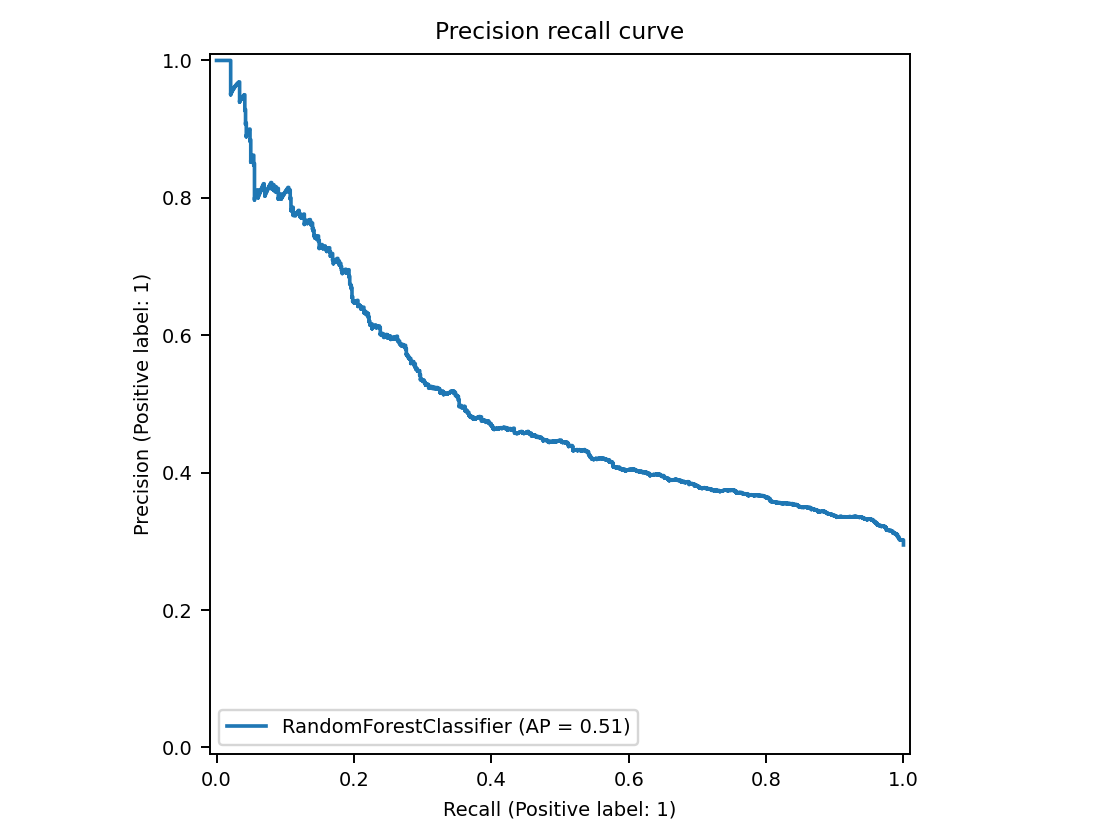 Precision recall curve
1.0
0.8
0.6
0.4
0.2
0.0
Precision (Positive label: 1)
RandomForestClassifier (AP = 0.51)
0.0 0.2 0.4 0.6 0.8 1.0
Recall (Positive label: 1)